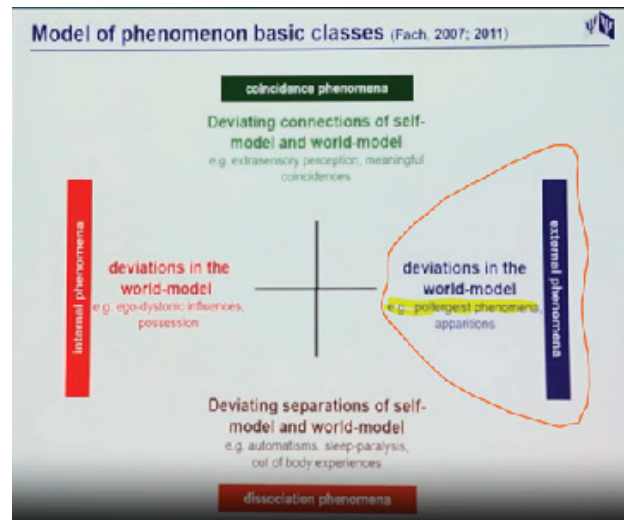 Model of phenomenon basic classes (Fach, 2007; 2011)
coincidence phenomena
Deviating connections of self-
model and world-model
e.g. extrasensory perception, meaningful
coincidences
internal phenomena
deviations in the
world-model
e.g. ego-dystonic influences,
possession
deviations in the
world-model
e.g. poltergeist phenomena,
apparitions
external phenomena
Deviating separations of self-
model and world-model
e.g. automatisms, sleep-paralysis,
out of body experiences
dissociation phenomena